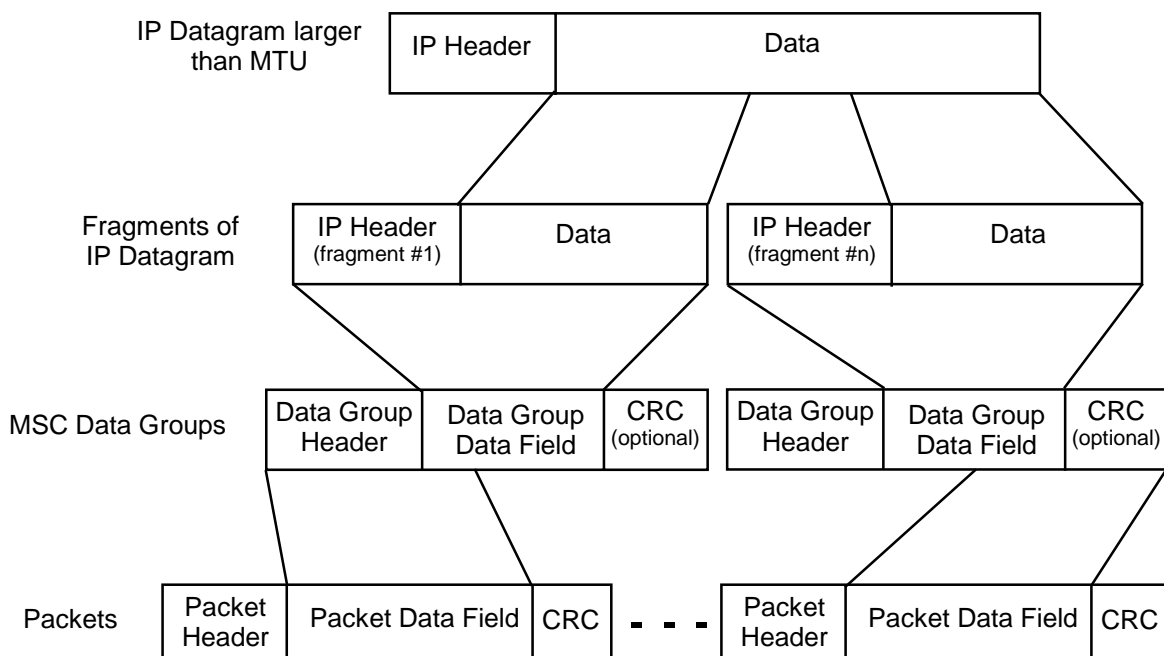 IP Datagram larger
than MTU
IP Header
Data
Fragments of
IP Datagram
IP Header
(fragment #1)
Data
IP Header
(fragment #n)
Data
MSC Data Groups
Data Group
Header
Data Group
Data Field
CRC
(optional)
Data Group
Header
Data Group
Data Field
CRC
(optional)
Packets
Packet
Header
Packet Data Field
CRC
Packet
Header
Packet Data Field
CRC